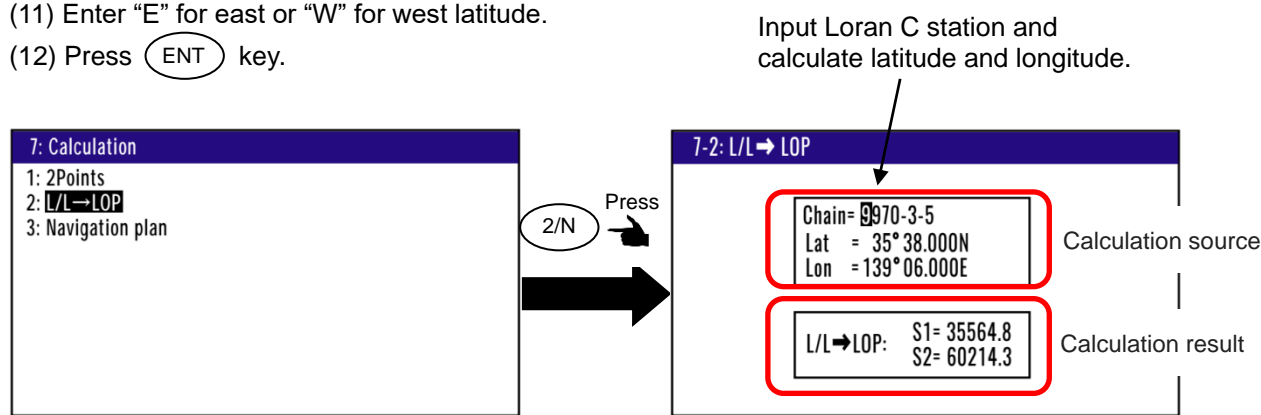 (11) Enter “E” for east or “W” for west latitude.
(12) Press ENT key.
Input Loran C station and
calculate latitude and longitude.
7: Calculation
1: 2Points
2: L/L→LOP
3: Navigation plan
2/N
Press
7-2: L/L➡ LOP
Chain= 9970-3-5
Lat = 35° 38.000N
Lon =139° 06.000E
Calculation source
L/L➡LOP: S1= 35564.8
S2= 60214.3
Calculation result